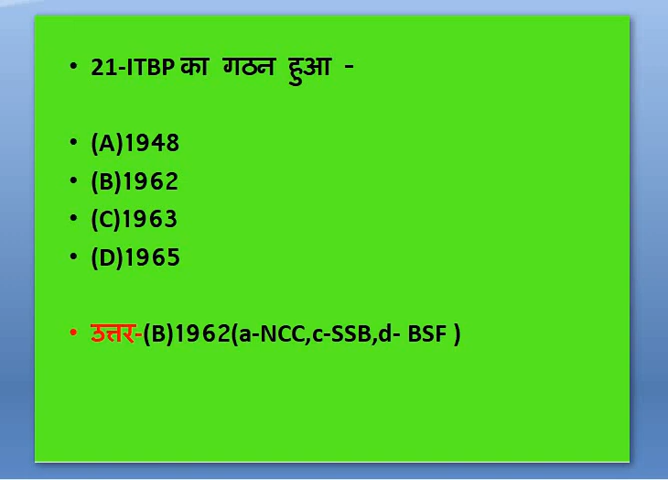 • 21-ITBP का गठन हुआ -
• (A)1948
• (B)1962
• (C)1963
• (D)1965
• उत्तर-(B)1962(a-NCC,c-SSB,d- BSF )